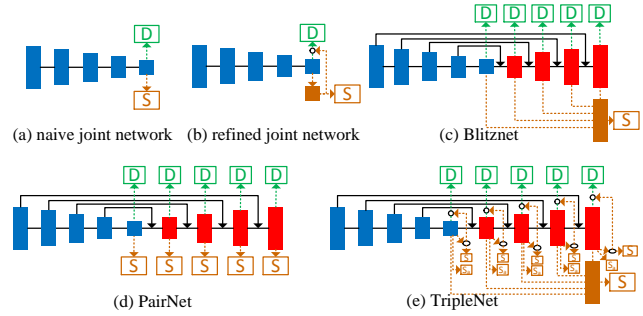 D
D
D D D D D
S
S
S
(a) naive joint network
(b) refined joint network
(c) Blitznet
D D D D D
D D D D D
S S S S S
S S S S S
S
(d) PairNet
(e) TripleNet